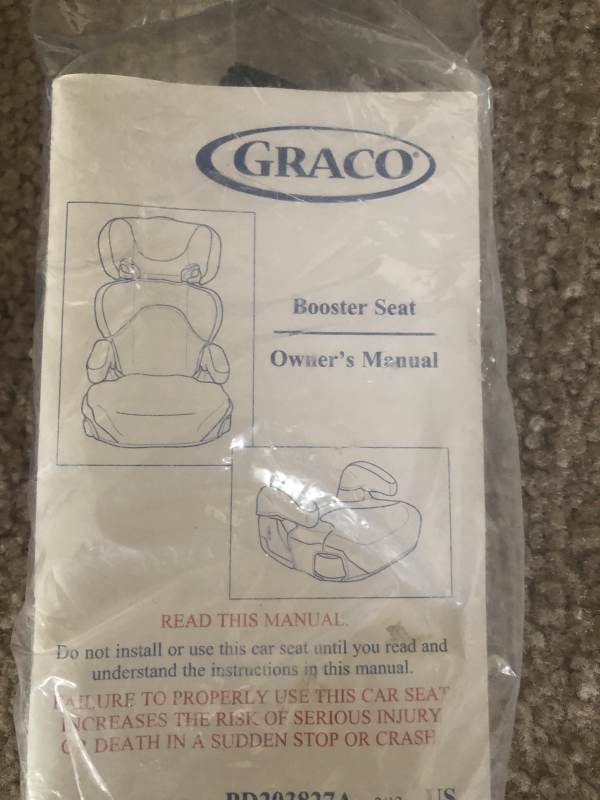 GRACO®
Booster Seat
Owner's Manual
READ THIS MANUAL.
Do not install or use this car seat until you read and
understand the instructions in this manual.
FAILURE TO PROPERLY USE THIS CAR SEAT
INCREASES THE RISK OF SERIOUS INJURY
OR DEATH IN A SUDDEN STOP OR CRASH.
PD203827A US